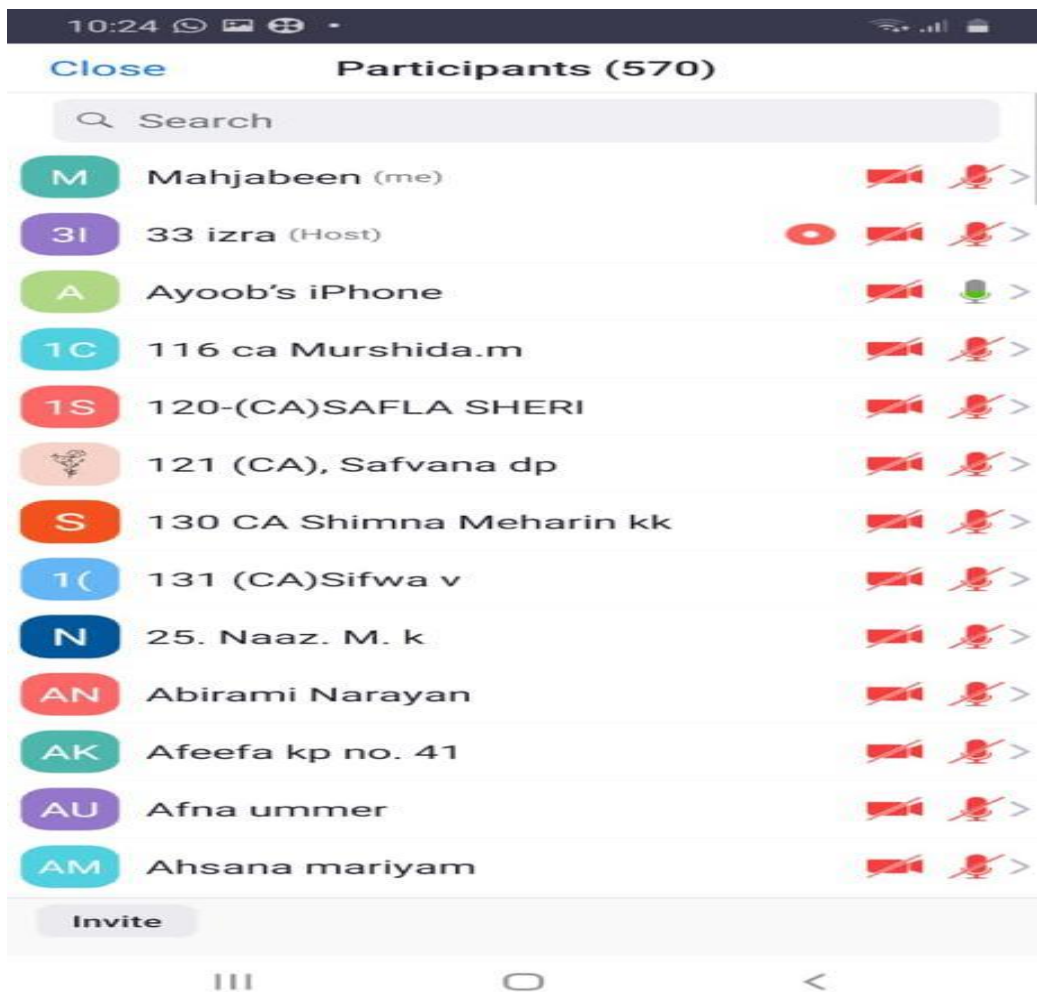 10:24
Close Participants (570)
Search
M Mahjabeen (me)
3I 33 izra (Host)
A Ayoob's iPhone
1C 116 ca Murshida.m
1S 120-(CA)SAFLA SHERI
121 (CA), Safvana dp
S 130 CA Shimna Meharin kk
1( 131 (CA)Sifwa v
N 25. Naaz. M. k
AN Abirami Narayan
AK Afeefa kp no. 41
AU Afna ummer
AM Ahsana mariyam
Invite